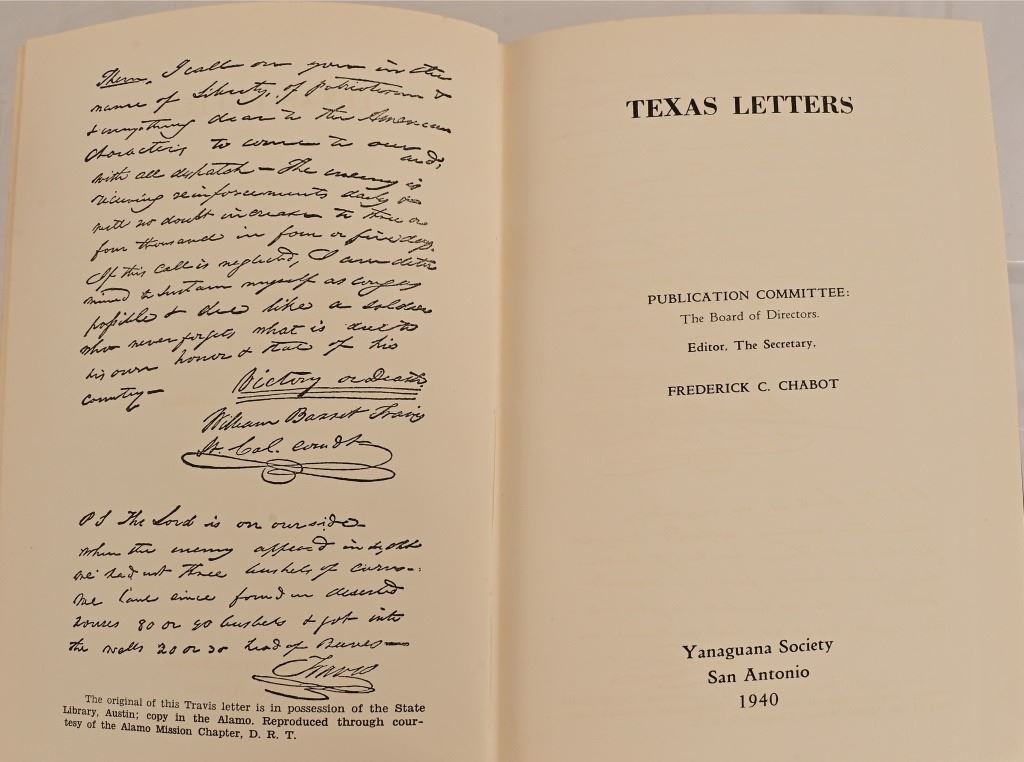 Then, I call on you in the
name of Liberty, of patriotism &
& everything dear to the American
character, to come to our aid,
with all dispatch — The enemy is
receiving reinforcements daily &
will no doubt increase to three or
four thousand in four or five days.
If this call is neglected, I am deter
mined to sustain myself as long as
possible & die like a soldier
who never forgets what is due to
his own honor & that of his
country —
Victory or Death
William Barret Travis
Lt. Col. comdt
P S The Lord is on our side —
when the enemy appeared in sight
we had not three bushels of corn —
we have since found in deserted
houses 80 or 90 bushels & got into
the walls 20 or 30 head of Beeves —
Travis
The original of this Travis letter is in possession of the State
Library, Austin; copy in the Alamo. Reproduced through cour-
tesy of the Alamo Mission Chapter, D. R. T.
TEXAS LETTERS
PUBLICATION COMMITTEE:
The Board of Directors.
Editor, The Secretary,
FREDERICK C. CHABOT
Yanaguana Society
San Antonio
1940